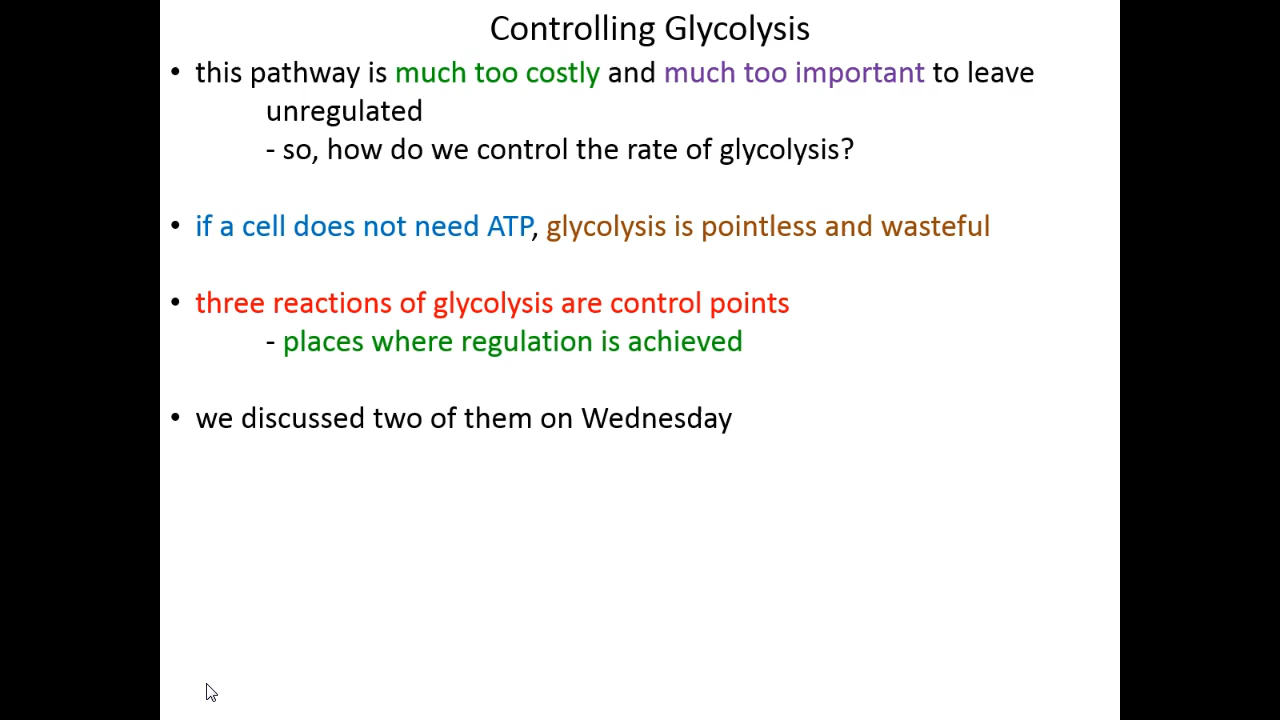 Controlling Glycolysis
• this pathway is much too costly and much too important to leave
unregulated
- so, how do we control the rate of glycolysis?
• if a cell does not need ATP, glycolysis is pointless and wasteful
• three reactions of glycolysis are control points
- places where regulation is achieved
• we discussed two of them on Wednesday